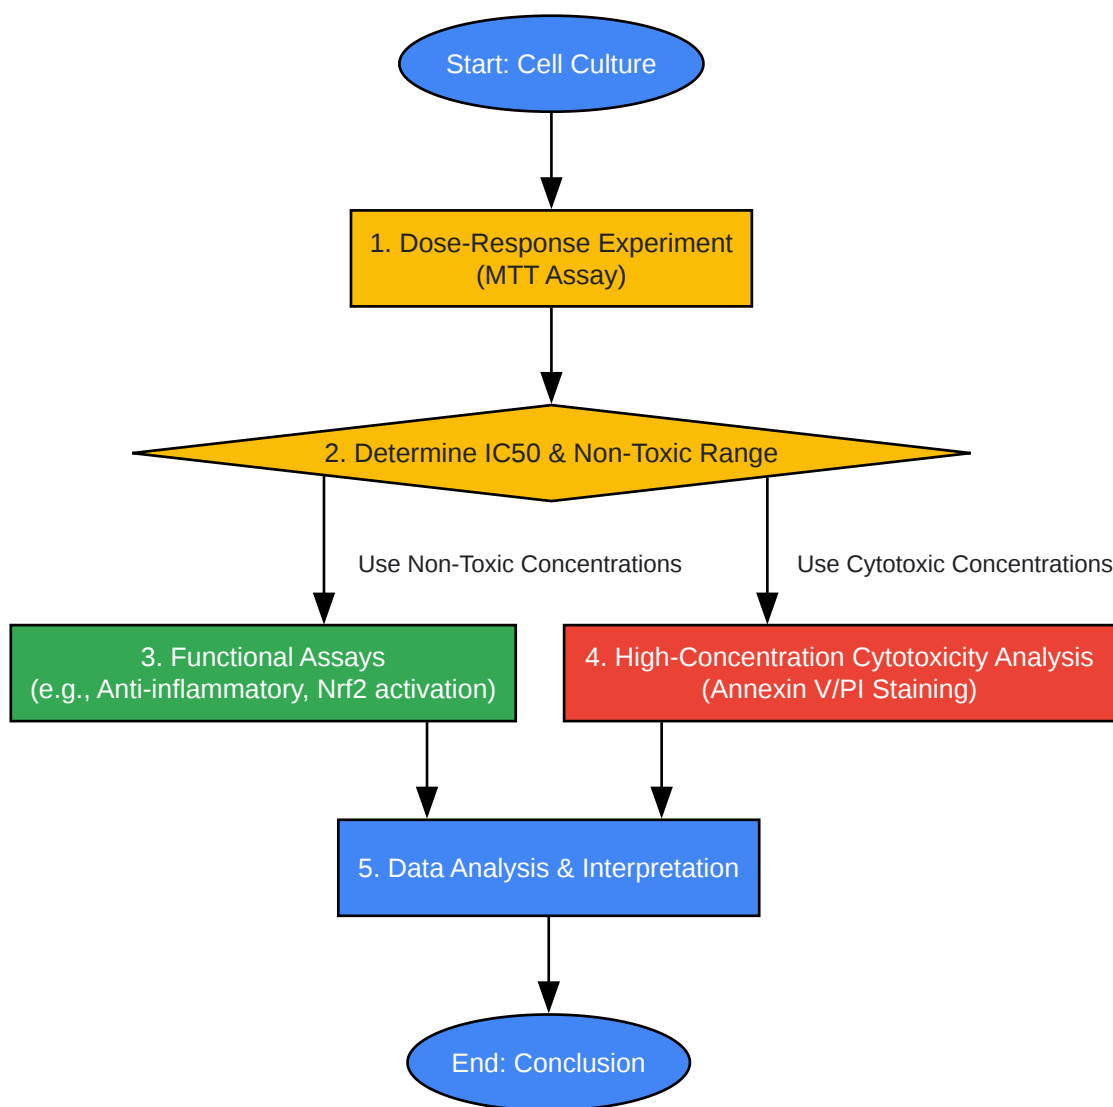 Start: Cell Culture
1. Dose-Response Experiment
(MTT Assay)
2. Determine IC50 & Non-Toxic Range
Use Non-Toxic Concentrations
Use Cytotoxic Concentrations
3. Functional Assays
(e.g., Anti-inflammatory, Nrf2 activation)
4. High-Concentration Cytotoxicity Analysis
(Annexin V/PI Staining)
5. Data Analysis & Interpretation
End: Conclusion